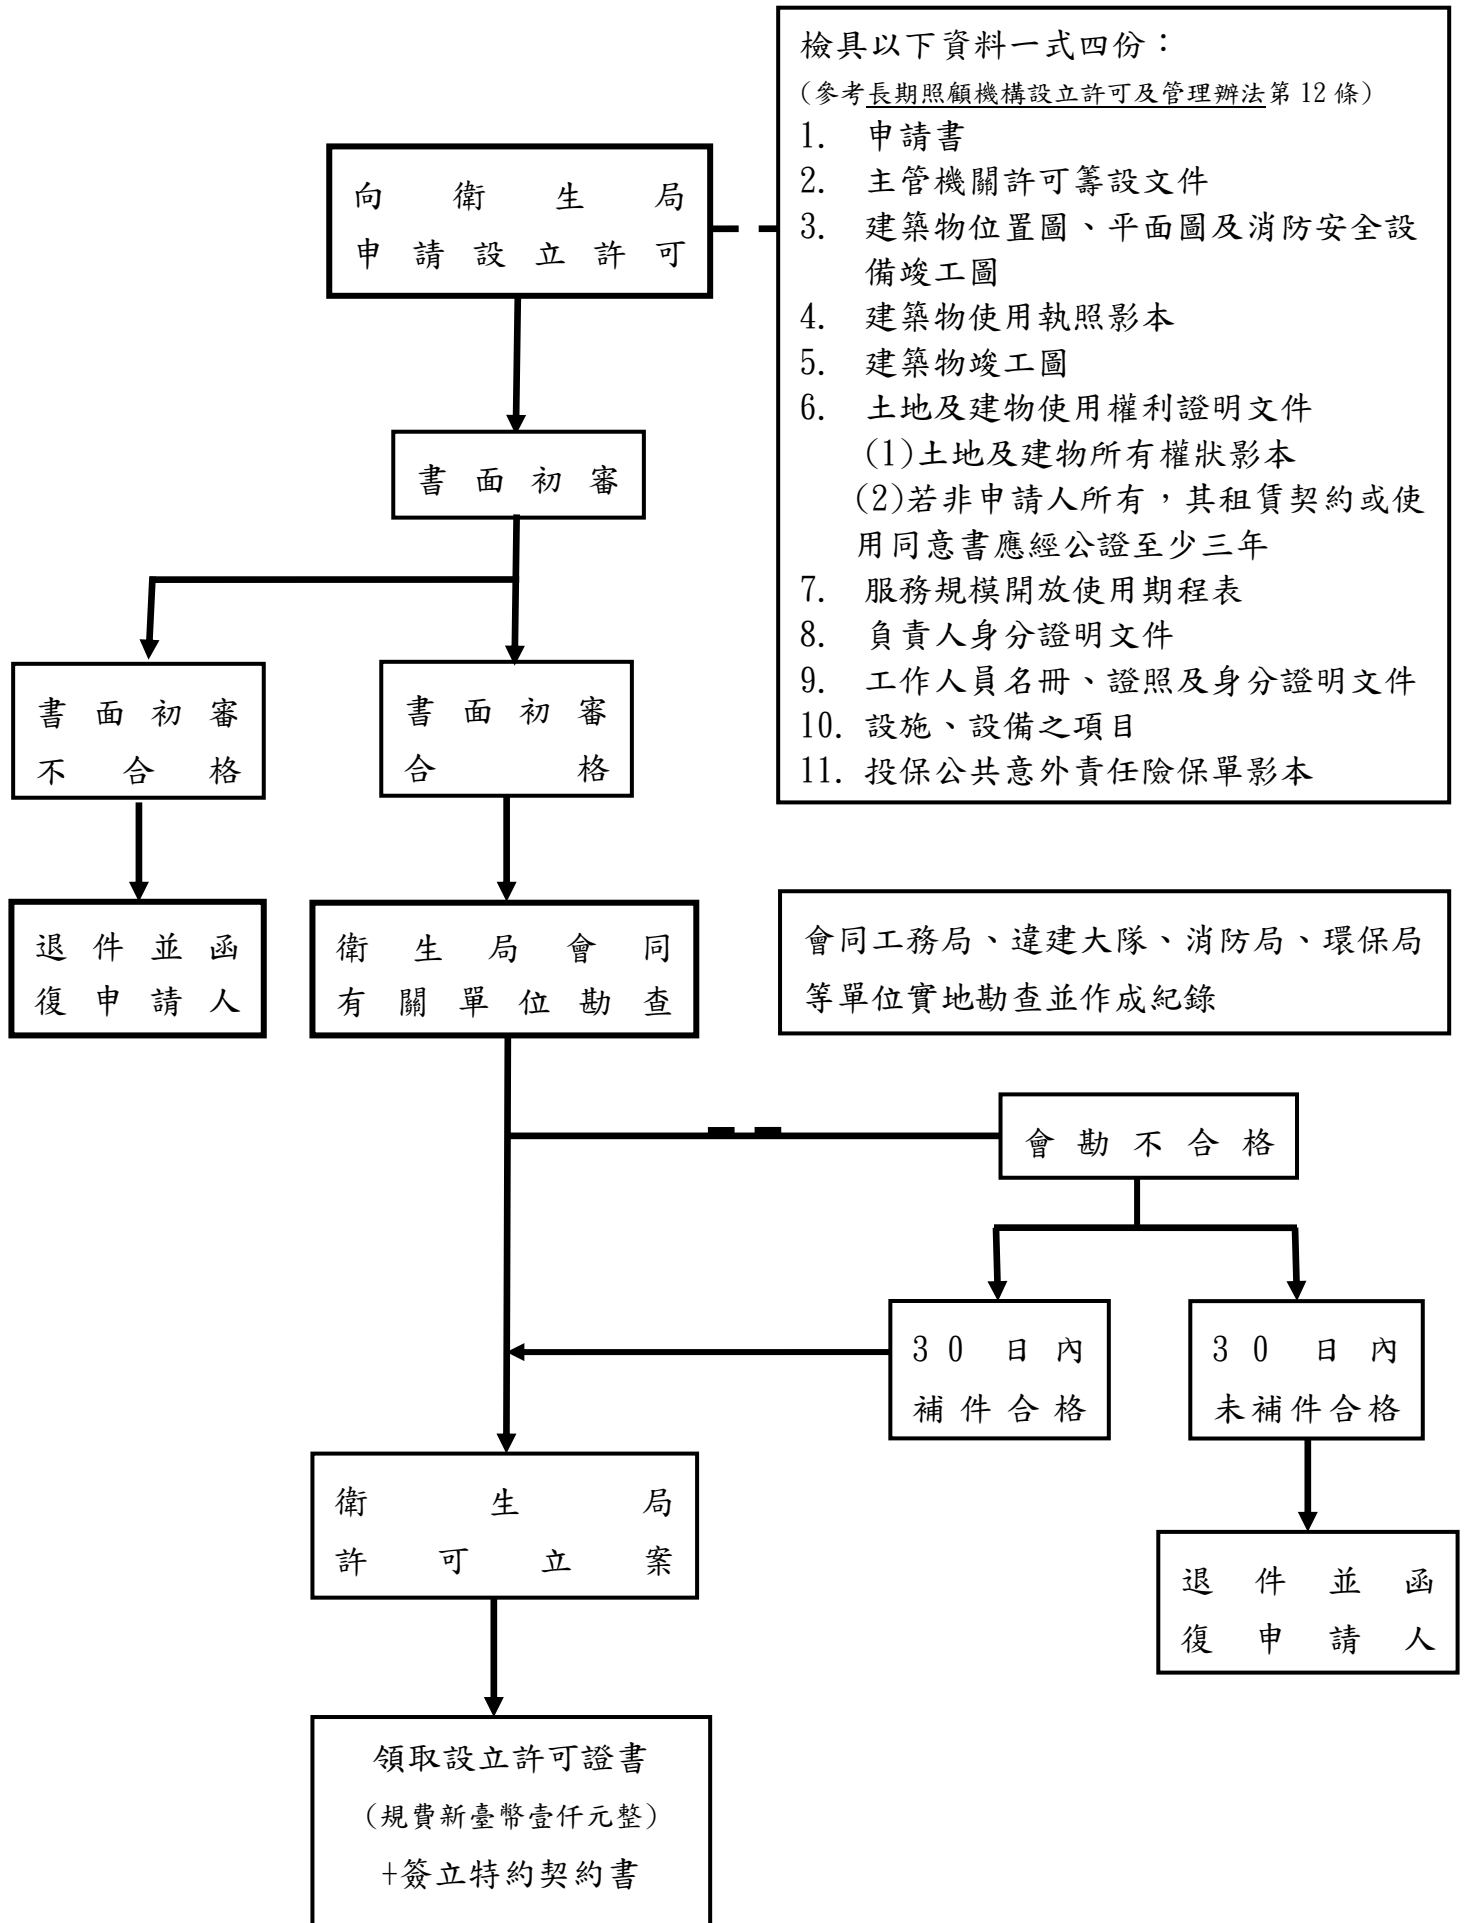 檢具以下資料一式四份：
(參考長期照顧機構設立許可及管理辦法第 12 條)
1. 申請書
2. 主管機關許可籌設文件
3. 建築物位置圖、平面圖及消防安全設
備竣工圖
4. 建築物使用執照影本
5. 建築物竣工圖
6. 土地及建物使用權利證明文件
(1)土地及建物所有權狀影本
(2)若非申請人所有，其租賃契約或使
用同意書應經公證至少三年
7. 服務規模開放使用期程表
8. 負責人身分證明文件
9. 工作人員名冊、證照及身分證明文件
10. 設施、設備之項目
11. 投保公共意外責任險保單影本
向衛生局
申請設立許可
書面初審
書面初審
不合格
書面初審
合格
退件並函
復申請人
衛生局會同
有關單位勘查
會同工務局、違建大隊、消防局、環保局
等單位實地勘查並作成紀錄
會勘不合格
30 日內
補件合格
30 日內
未補件合格
衛生局
許可立案
退件並函
復申請人
領取設立許可證書
(規費新臺幣壹仟元整)
+簽立特約契約書